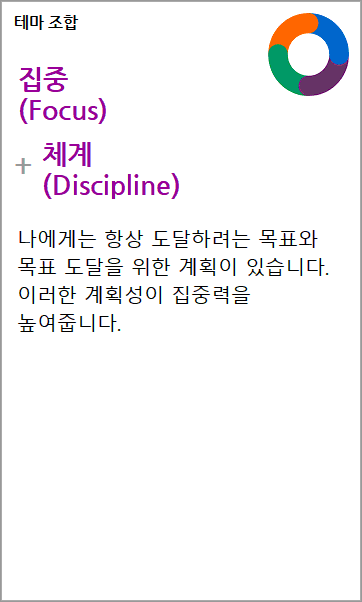 테마 조합
집중
(Focus)
+ 체계
(Discipline)
나에게는 항상 도달하려는 목표와
목표 도달을 위한 계획이 있습니다.
이러한 계획성이 집중력을
높여줍니다.